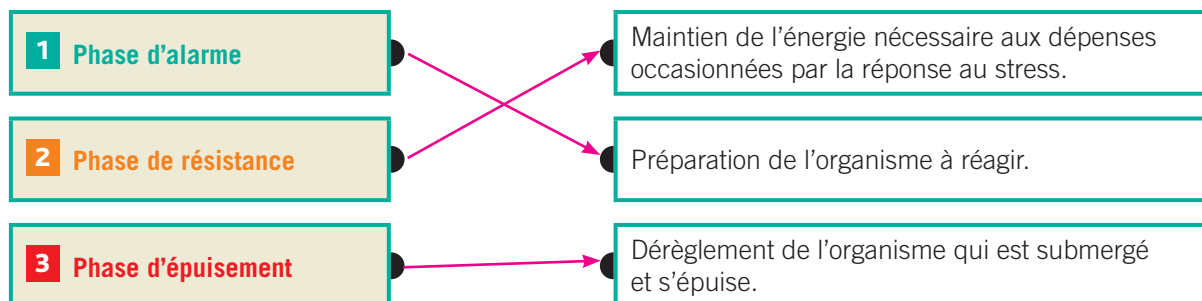 1 Phase d'alarme
Maintien de l'énergie nécessaire aux dépenses
occasionnées par la réponse au stress.
2 Phase de résistance
Préparation de l'organisme à réagir.
3 Phase d'épuisement
Dérèglement de l'organisme qui est submergé
et s'épuise.